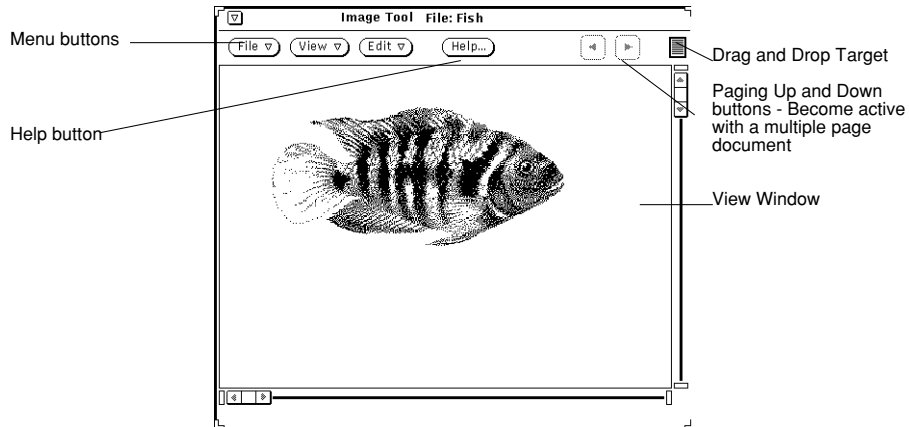 Image Tool File: Fish
Menu buttons
File
View
Edit
Help...
Drag and Drop Target
Paging Up and Down
buttons - Become active
with a multiple page
document
Help button
View Window